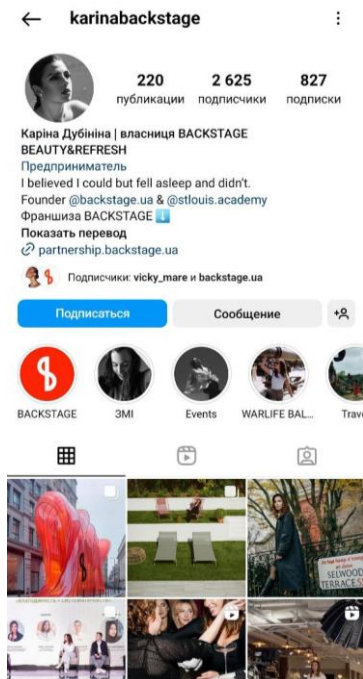 karinabackstage
220 2 625 827
публикации подписчики подписки
Каріна Дубініна | власниця BACKSTAGE
BEAUTY&REFRESH
Предприниматель
I believed I could but fell asleep and didn't.
Founder @backstage.ua & @stlouis.academy
Франшиза BACKSTAGE ⬇️
Показать перевод
partnership.backstage.ua
Подписчики: vicky_mare и backstage.ua
Подписаться Сообщение
BACKSTAGE ЗМІ Events WARLIFE BAL... Trav
SELWOOD
TERRACE